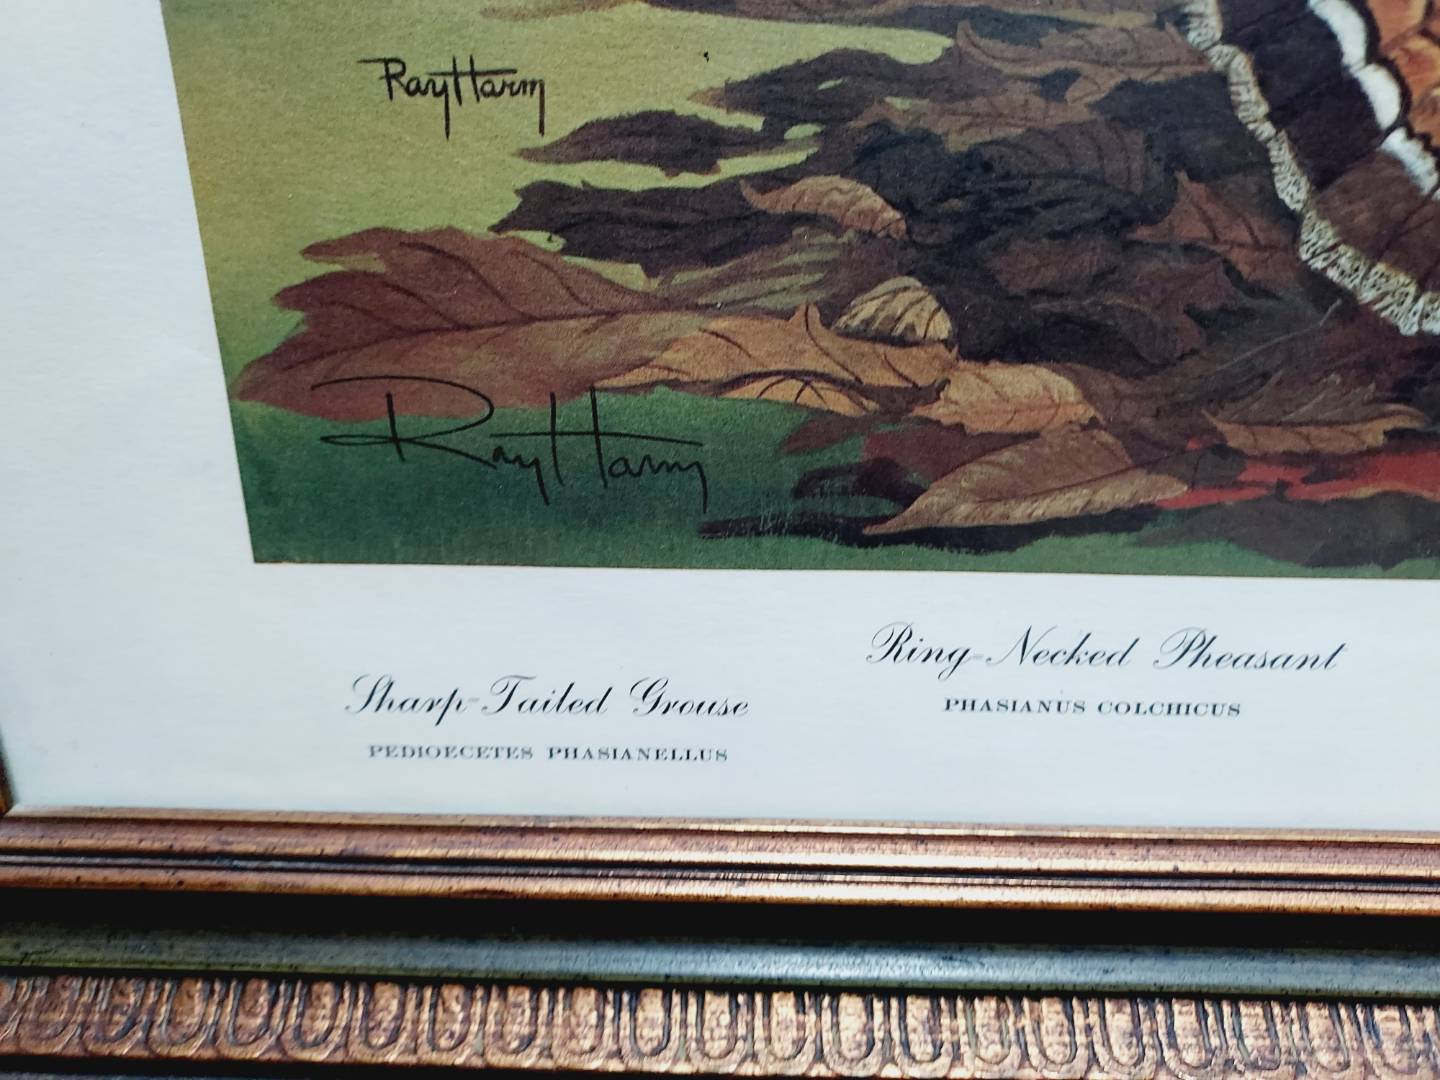 Ray Harm
Ray Harm
Ring-Necked Pheasant
PHASIANUS COLCHICUS
Sharp-Tailed Grouse
PEDIOECETES PHASIANELLUS